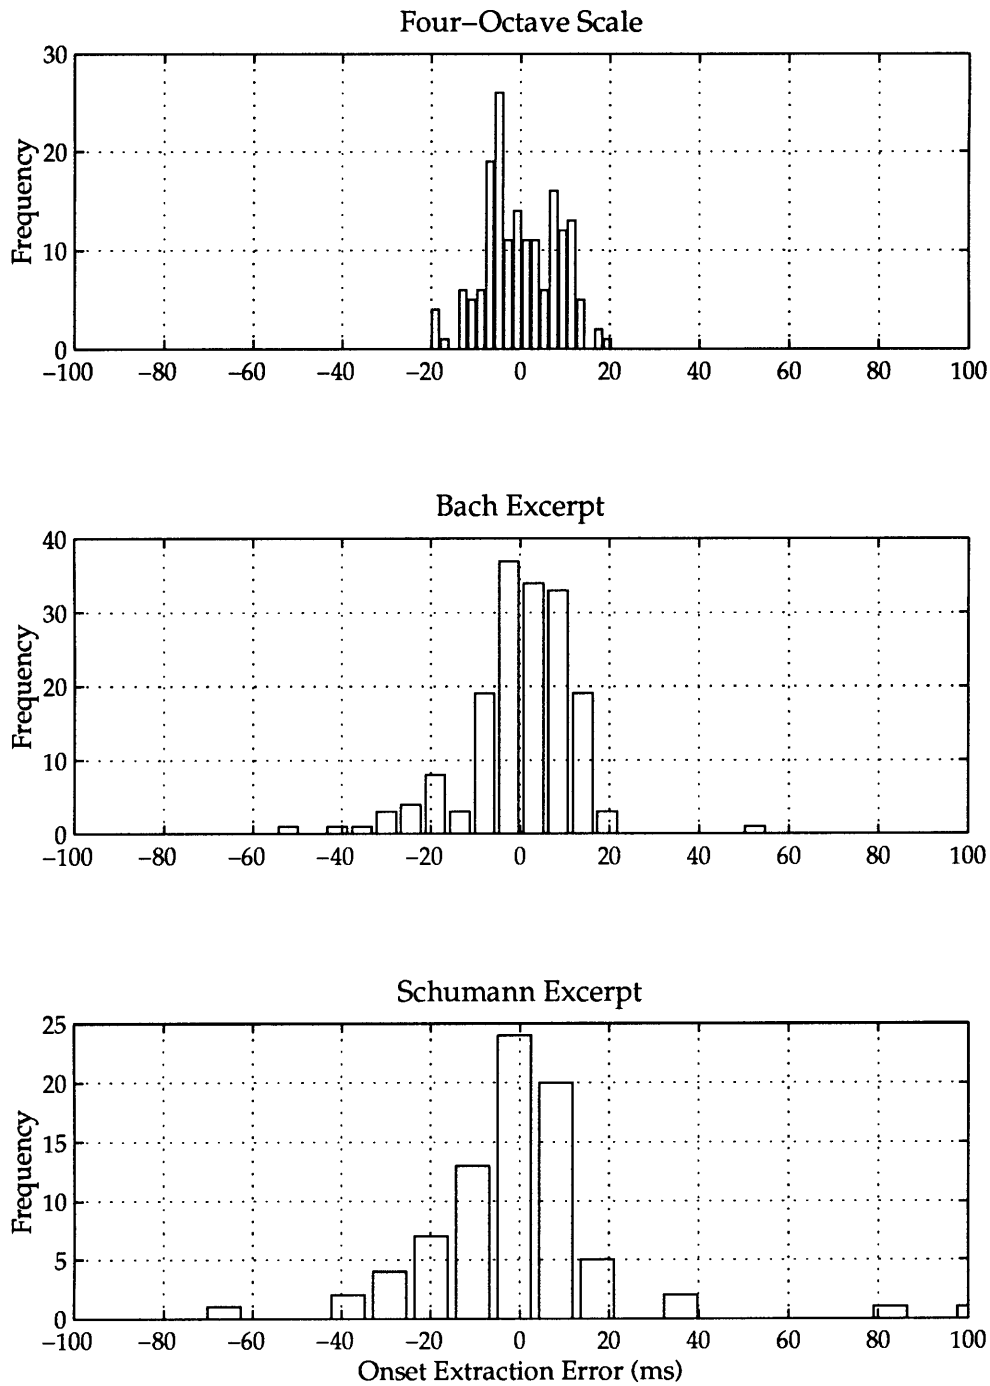 Four–Octave Scale
30
20
10
0
Frequency
–100 –80 –60 –40 –20 0 20 40 60 80 100
Bach Excerpt
40
30
20
10
0
Frequency
–100 –80 –60 –40 –20 0 20 40 60 80 100
Schumann Excerpt
25
20
15
10
5
0
Frequency
–100 –80 –60 –40 –20 0 20 40 60 80 100
Onset Extraction Error (ms)